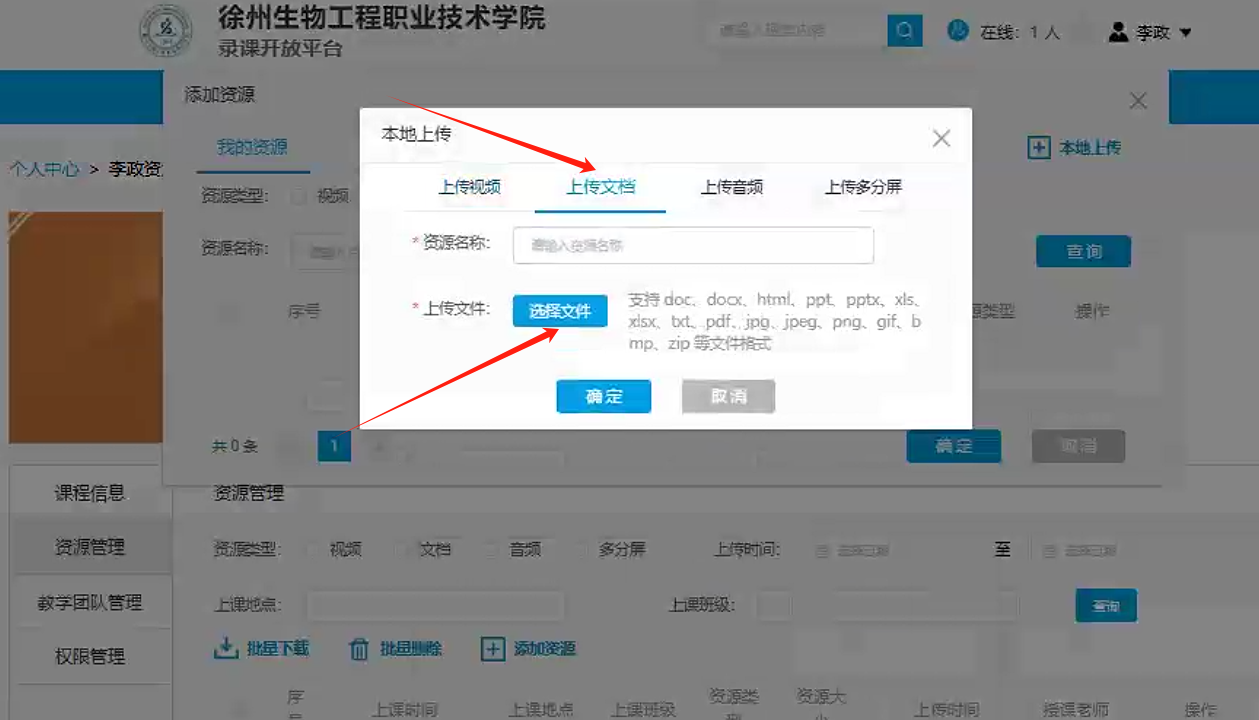 徐州生物工程职业技术学院
录课开放平台
在线：1 人
李政
添加资源
我的资源
本地上传
个人中心 > 李政资
资源类型:
视频
资源名称:
查询
序号
操作
本地上传
上传视频
上传文档
上传音频
上传多分屏
* 资源名称:
请输入资源名称
* 上传文件:
选择文件
支持 doc、docx、html、ppt、pptx、xls、
xlsx、txt、pdf、jpg、jpeg、png、gif、b
mp、zip 等文件格式
确定
取消
共 0 条
1
确定
取消
课程信息
资源管理
教学团队管理
权限管理
资源管理
资源类型:
视频
文档
音频
多分屏
上传时间:
至
上课地点:
上课班级:
查询
批量下载
批量删除
添加资源
上课时间
上课地点
上课班级
资源类
资源大
上传时间
授课老师
操作